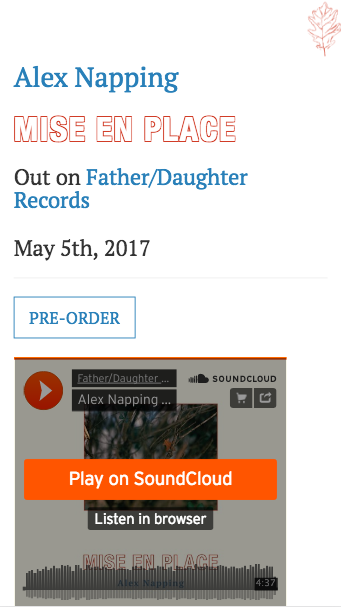 Alex Napping
MISE EN PLACE
Out on Father/Daughter
Records
May 5th, 2017
PRE-ORDER
Father/Daughter ...
SOUNDCLOUD
Alex Napping ...
Play on SoundCloud
Listen in browser
MISE EN PLACE
Alex Napping
4:37